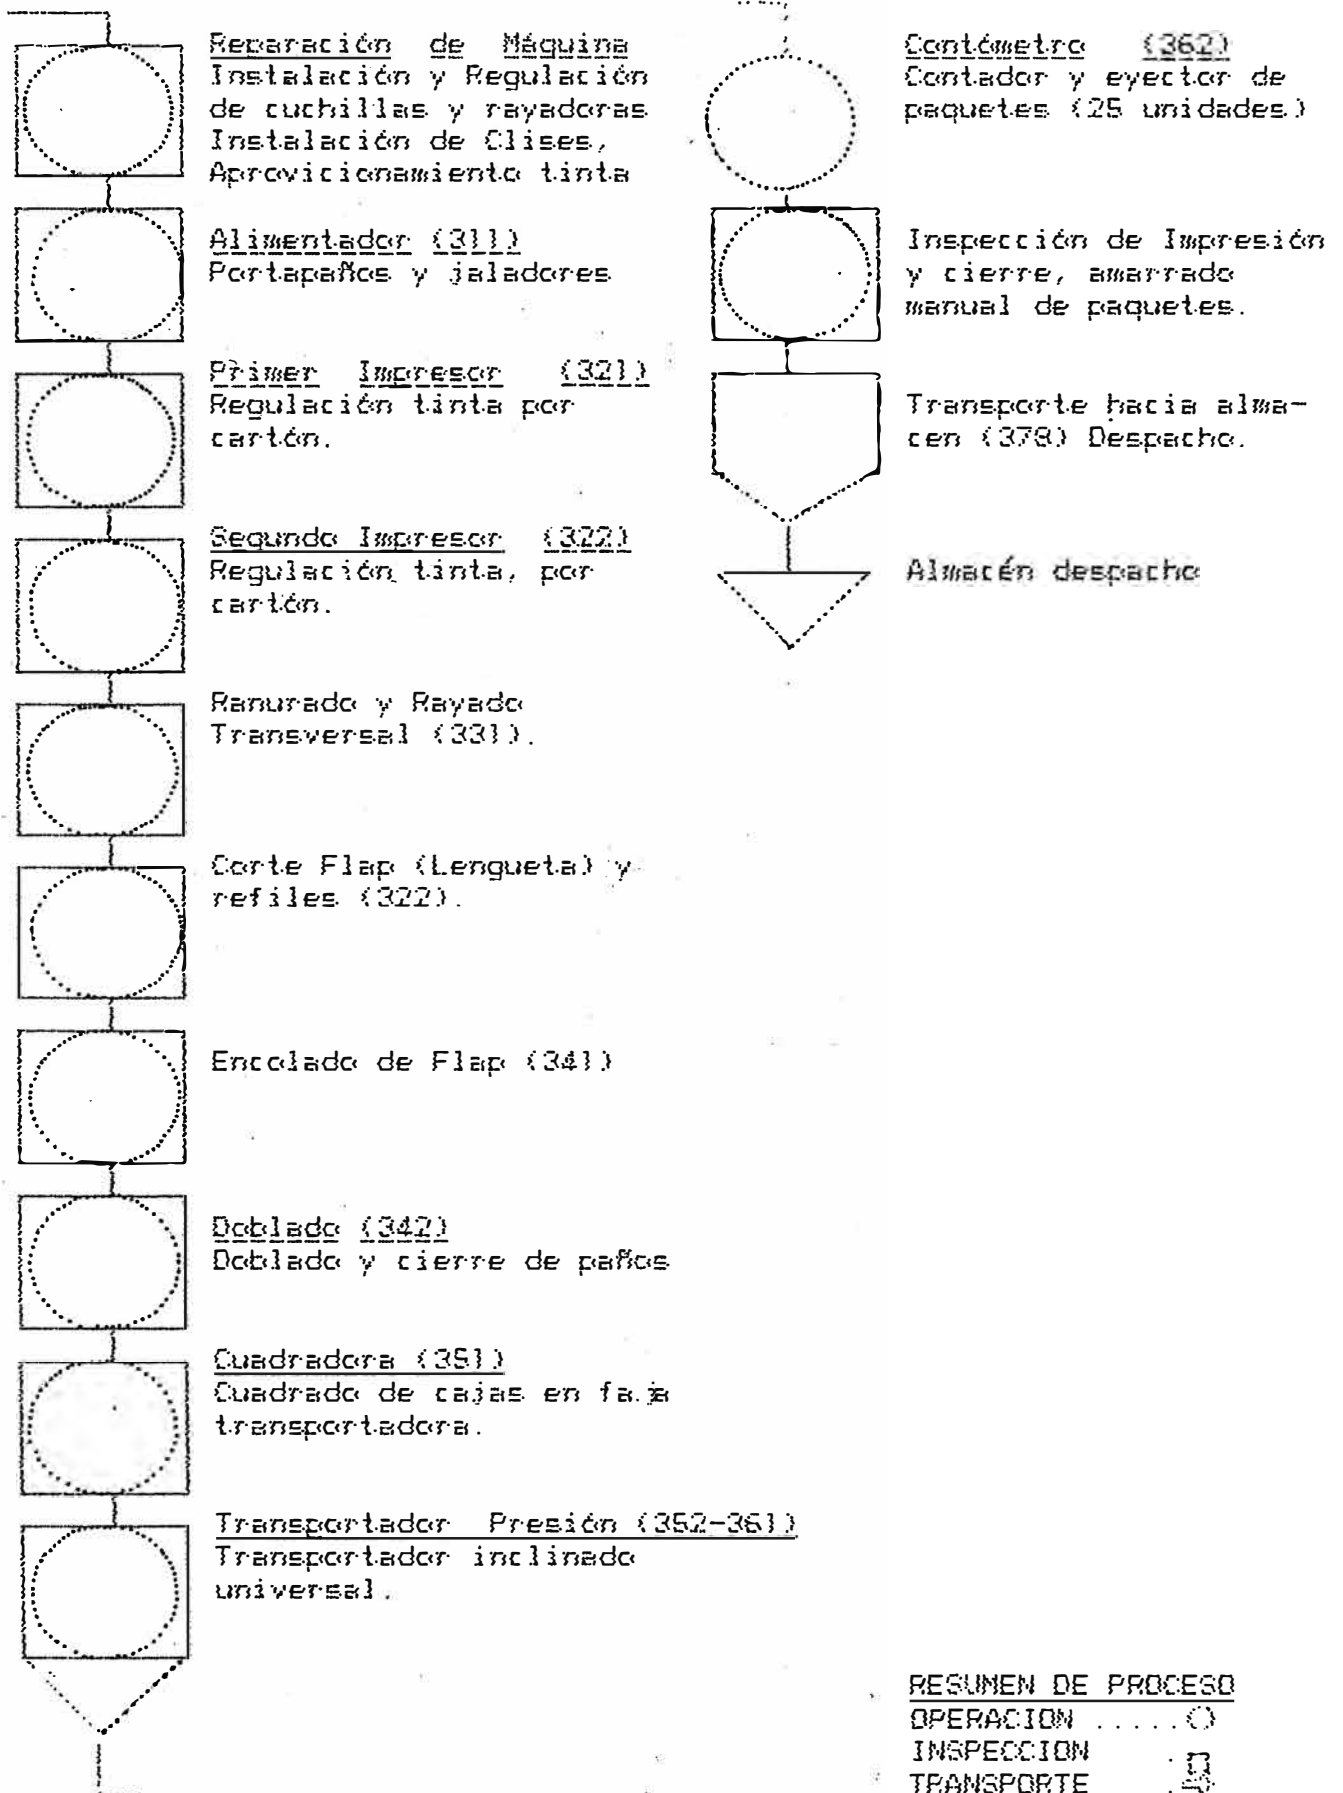 Reparación de Máquina
Instalación y Regulación
de cuchillas y rayadoras
Instalación de Clises,
Aprovicionamiento tinta
Alimentador (311)
Portapaños y jaladores
Primer Impresor (321)
Regulación tinta por
cartón.
Segundo Impresor (322)
Regulación tinta, por
cartón.
Ranurado y Rayado
Transversal (331).
Corte Flap (Lengueta) y
refiles (322).
Encolado de Flap (341)
Doblado (342)
Doblado y cierre de paños
Cuadradora (351)
Cuadrado de cajas en faja
transportadora.
Transportador Presión (352-361)
Transportador inclinado
universal.
Contómetro (362)
Contador y eyector de
paquetes (25 unidades)
Inspección de Impresión
y cierre, amarrado
manual de paquetes.
Transporte hacia alma-
cen (378) Despacho.
Almacén despacho
RESUMEN DE PROCESO
OPERACION .....
INSPECCION .
TRANSPORTE .